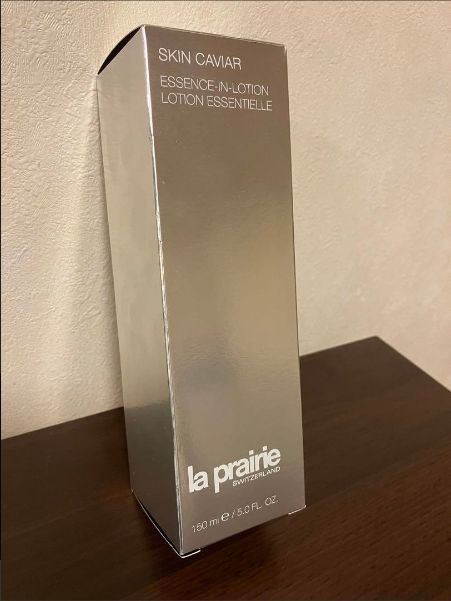 SKIN CAVIAR
ESSENCE-IN-LOTION
LOTION ESSENTIELLE
la prairie
SWITZERLAND
150 ml ℮ / 5.0 FL. OZ.